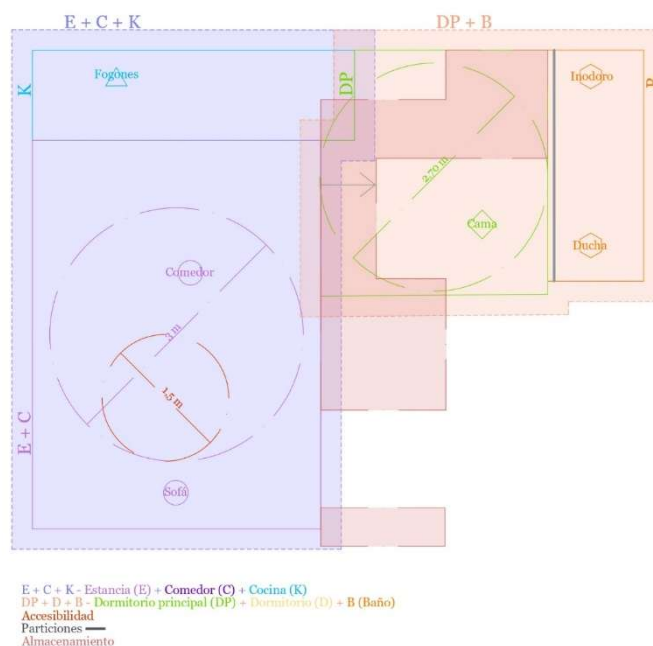 E + C + K
DP + B
K
Fogones
DP
Inodoro
2,70 m
Cama
Ducha
Comedor
3 m
1,5 m
E + C
Sofá
E + C + K - Estancia (E) + Comedor (C) + Cocina (K)
DP + D + B - Dormitorio principal (DP) + Dormitorio (D) + B (Baño)
Accesibilidad
Particiones
Almacenamiento